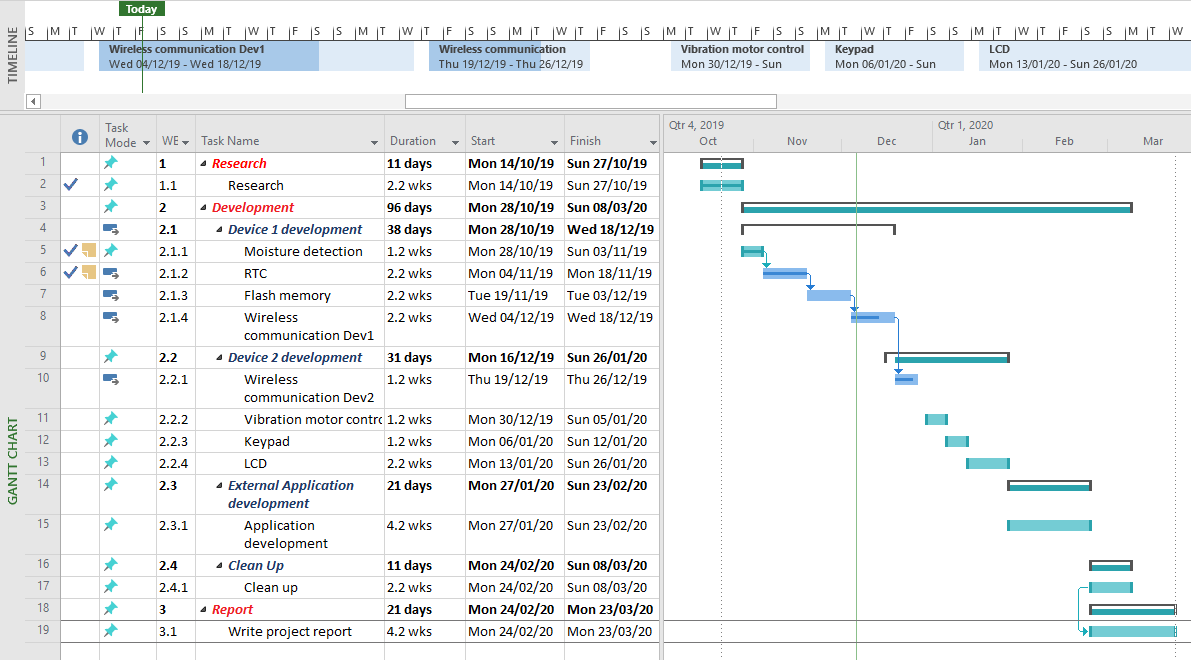 Today
S M T W T F S S M T W T F S S M T W T F S S M T W T F S S M T W T F S S M T W T F S S M T W T F S S M T W
TIMELINE
Wireless communication Dev1 Wireless communication Vibration motor control Keypad LCD
Wed 04/12/19 - Wed 18/12/19 Thu 19/12/19 - Thu 26/12/19 Mon 30/12/19 - Sun Mon 06/01/20 - Sun Mon 13/01/20 - Sun 26/01/20
GANTT CHART
Qtr 4, 2019 Qtr 1, 2020
Task Mode WE Task Name Duration Start Finish Oct Nov Dec Jan Feb Mar
1 1 Research 11 days Mon 14/10/19 Sun 27/10/19
2 1.1 Research 2.2 wks Mon 14/10/19 Sun 27/10/19
3 2 Development 96 days Mon 28/10/19 Sun 08/03/20
4 2.1 Device 1 development 38 days Mon 28/10/19 Wed 18/12/19
5 2.1.1 Moisture detection 1.2 wks Mon 28/10/19 Sun 03/11/19
6 2.1.2 RTC 2.2 wks Mon 04/11/19 Mon 18/11/19
7 2.1.3 Flash memory 2.2 wks Tue 19/11/19 Tue 03/12/19
8 2.1.4 Wireless 2.2 wks Wed 04/12/19 Wed 18/12/19
communication Dev1
9 2.2 Device 2 development 31 days Mon 16/12/19 Sun 26/01/20
10 2.2.1 Wireless 1.2 wks Thu 19/12/19 Thu 26/12/19
communication Dev2
11 2.2.2 Vibration motor contro 1.2 wks Mon 30/12/19 Sun 05/01/20
12 2.2.3 Keypad 1.2 wks Mon 06/01/20 Sun 12/01/20
13 2.2.4 LCD 2.2 wks Mon 13/01/20 Sun 26/01/20
14 2.3 External Application 21 days Mon 27/01/20 Sun 23/02/20
development
15 2.3.1 Application 4.2 wks Mon 27/01/20 Sun 23/02/20
development
16 2.4 Clean Up 11 days Mon 24/02/20 Sun 08/03/20
17 2.4.1 Clean up 2.2 wks Mon 24/02/20 Sun 08/03/20
18 3 Report 21 days Mon 24/02/20 Mon 23/03/20
19 3.1 Write project report 4.2 wks Mon 24/02/20 Mon 23/03/20